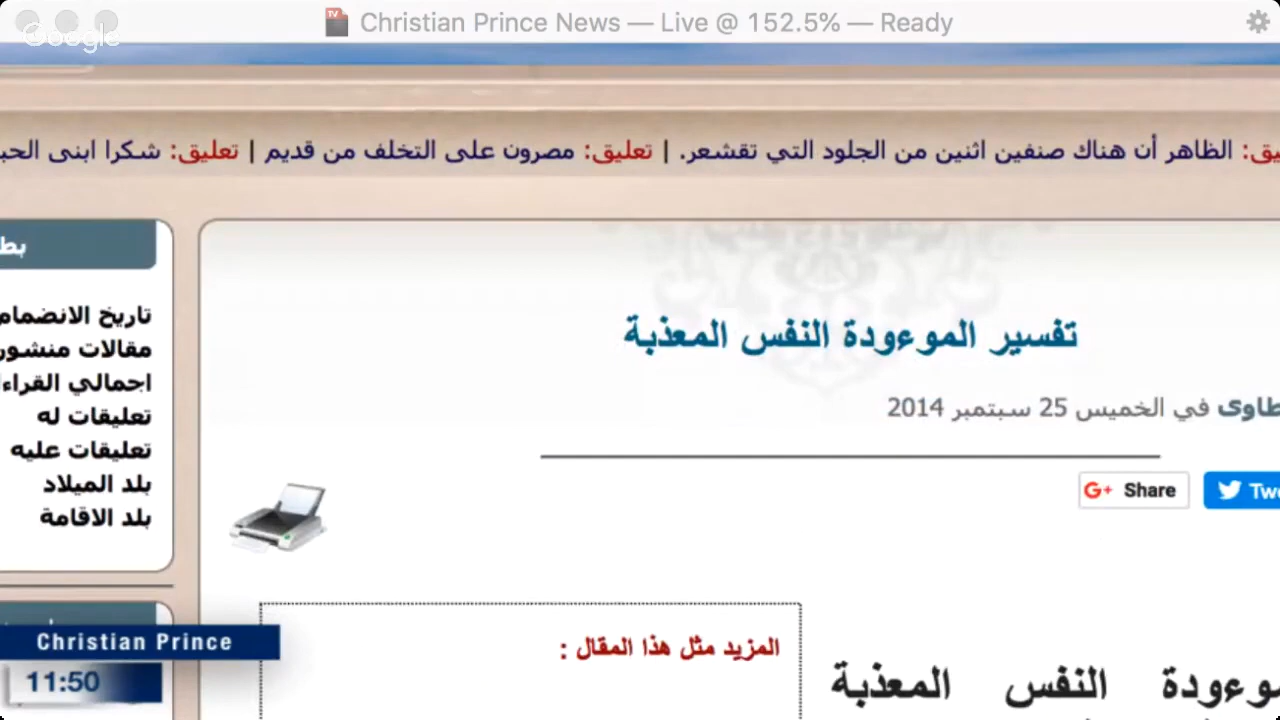 Google
Christian Prince News — Live @ 152.5% — Ready
الظاهر أن هناك صنفين اثنين من الجلود التي تقشعر. | تعليق: مصرون على التخلف من قديم | تعليق: شكرا ابنى
تاريخ الانضمام
مقالات
اجمالي
تعليقات له
تعليقات عليه
بلد الميلاد
بلد الاقامة
تفسير الموءودة النفس المعذبة
في الخميس 25 سبتمبر 2014
G+ Share
المزيد مثل هذا المقال :
النفس المعذبة
Christian Prince
11:50